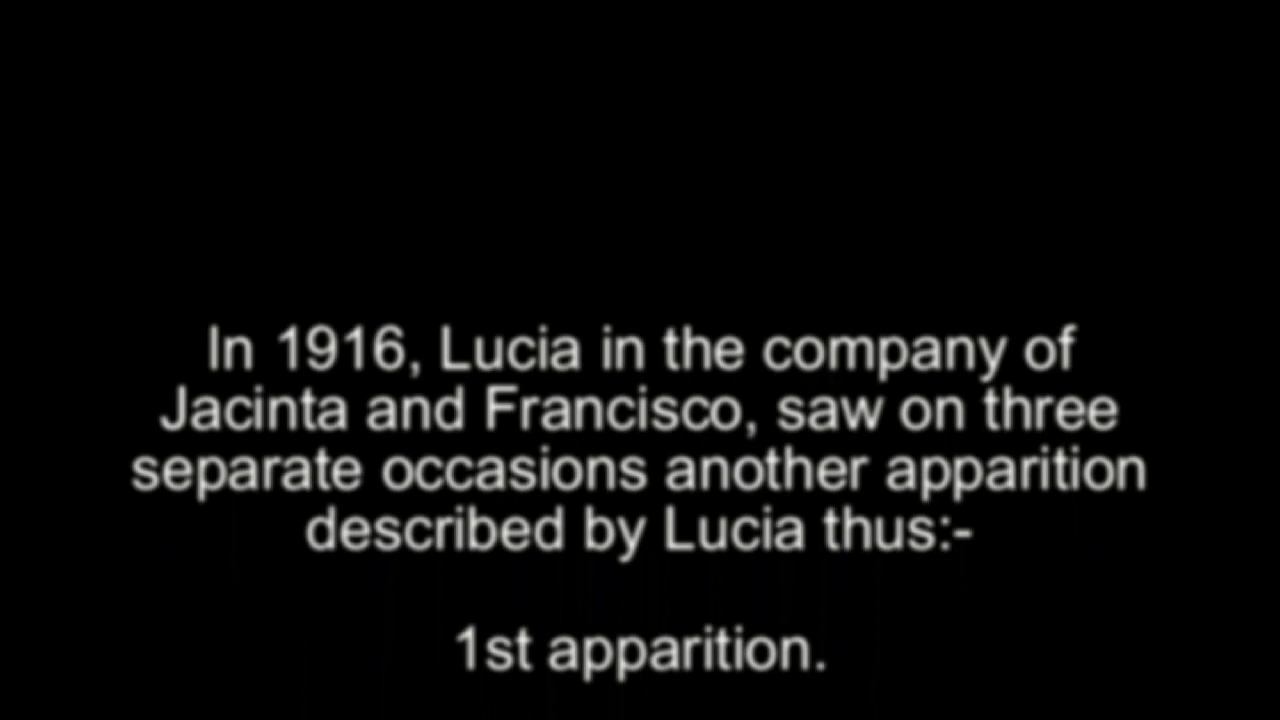 In 1916, Lucia in the company of
Jacinta and Francisco, saw on three
separate occasions another apparition
described by Lucia thus:-
1st apparition.